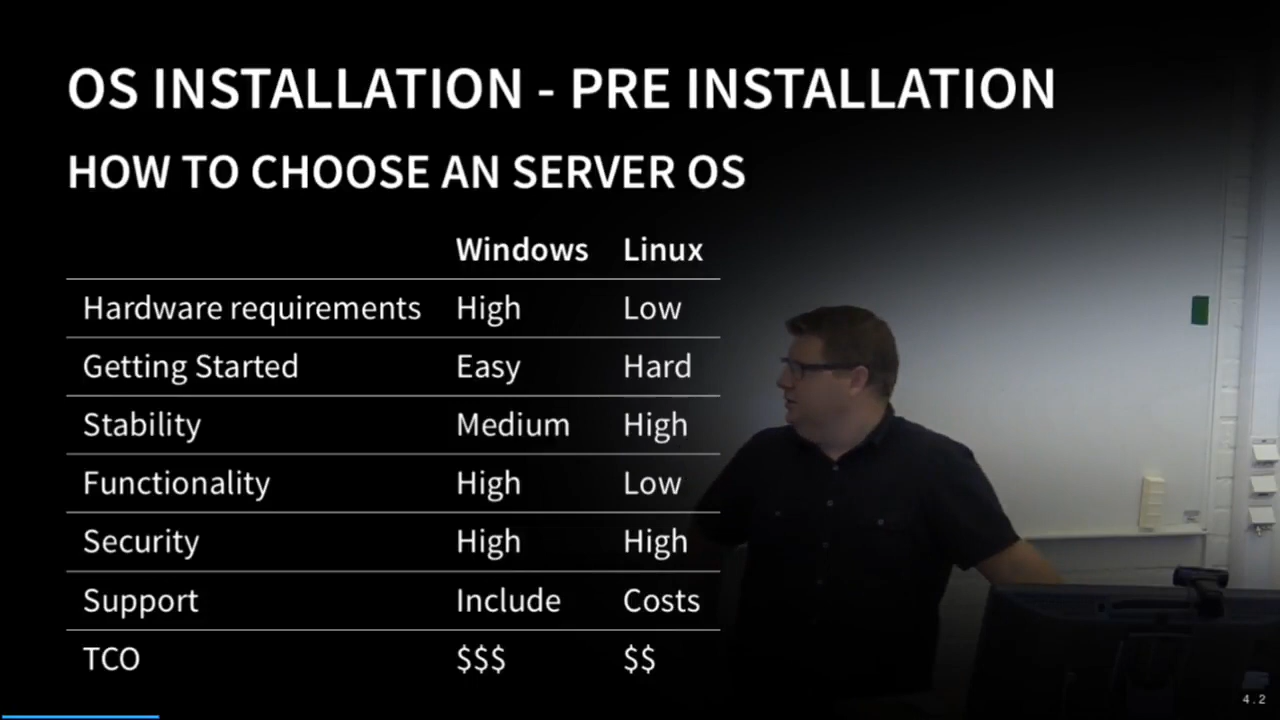 OS INSTALLATION - PRE INSTALLATION
HOW TO CHOOSE AN SERVER OS
Windows Linux
Hardware requirements High Low
Getting Started Easy Hard
Stability Medium High
Functionality High Low
Security High High
Support Include Costs
TCO $$$ $$
4.2